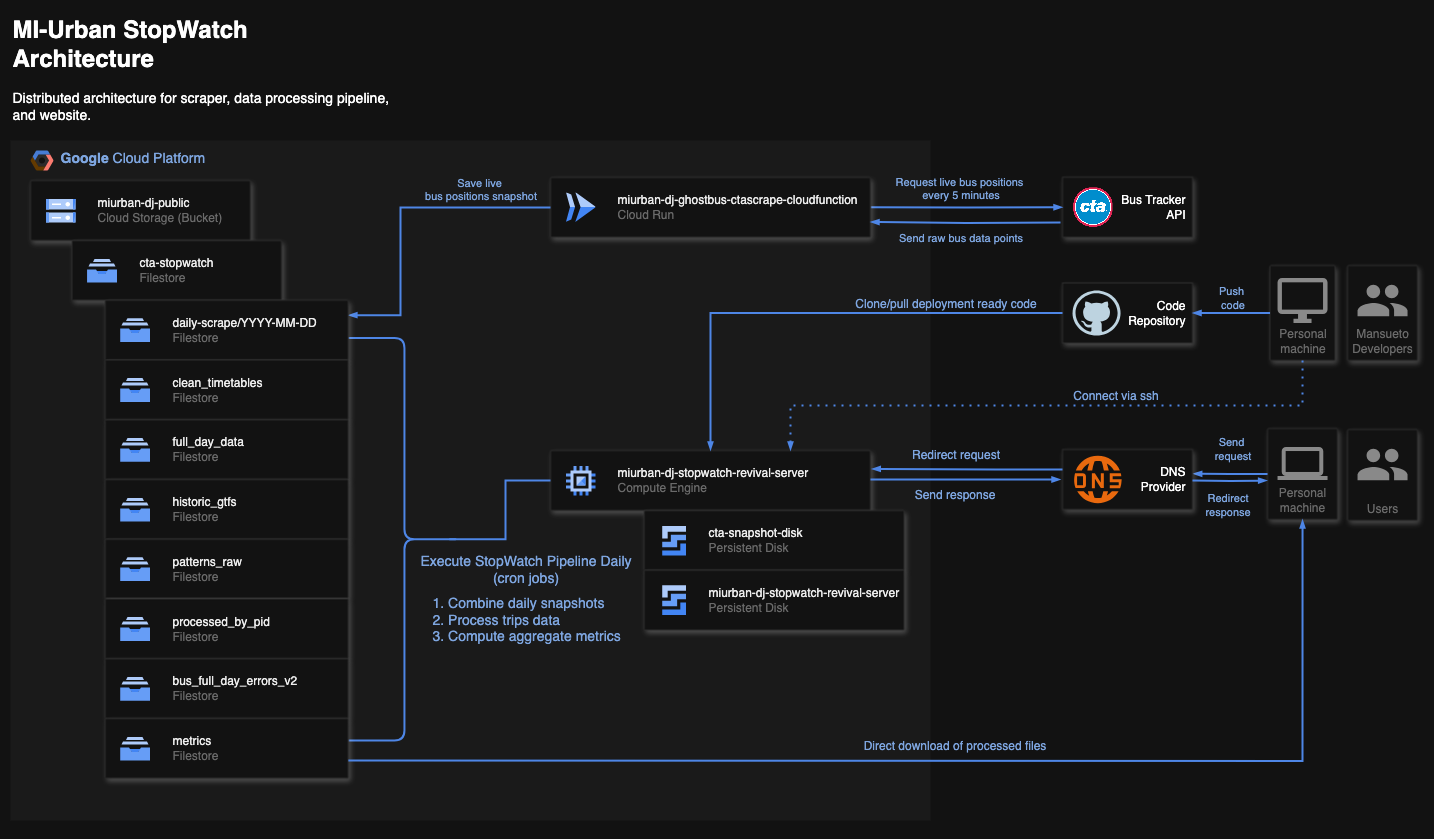 MI-Urban StopWatch
Architecture
Distributed architecture for scraper, data processing pipeline,
and website.
Google Cloud Platform
miurban-dj-public
Cloud Storage (Bucket)
cta-stopwatch
Filestore
daily-scrape/YYYY-MM-DD
Filestore
clean_timetables
Filestore
full_day_data
Filestore
historic_gtfs
Filestore
patterns_raw
Filestore
processed_by_pid
Filestore
bus_full_day_errors_v2
Filestore
metrics
Filestore
Save live
bus positions snapshot
miurban-dj-ghostbus-ctascrape-cloudfunction
Cloud Run
Request live bus positions
every 5 minutes
Send raw bus data points
cta
Bus Tracker
API
Clone/pull deployment ready code
Code
Repository
Push
code
Personal
machine
Mansueto
Developers
Connect via ssh
miurban-dj-stopwatch-revival-server
Compute Engine
Redirect request
Send response
DNS
DNS
Provider
Send
request
Redirect
response
Personal
machine
Users
cta-snapshot-disk
Persistent Disk
miurban-dj-stopwatch-revival-server
Persistent Disk
Execute StopWatch Pipeline Daily
(cron jobs)
1. Combine daily snapshots
2. Process trips data
3. Compute aggregate metrics
Direct download of processed files